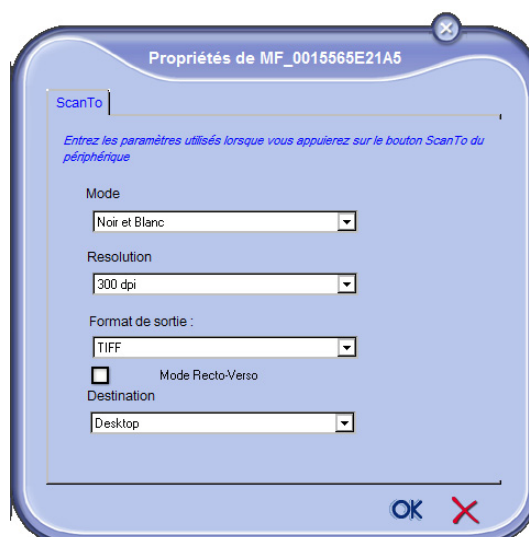 Propriétés de MF_0015565E21A5
ScanTo
Entrez les paramètres utilisés lorsque vous appuierez sur le bouton ScanTo du
périphérique
Mode
Noir et Blanc
Resolution
300 dpi
Format de sortie :
TIFF
Mode Recto-Verso
Destination
Desktop
OK